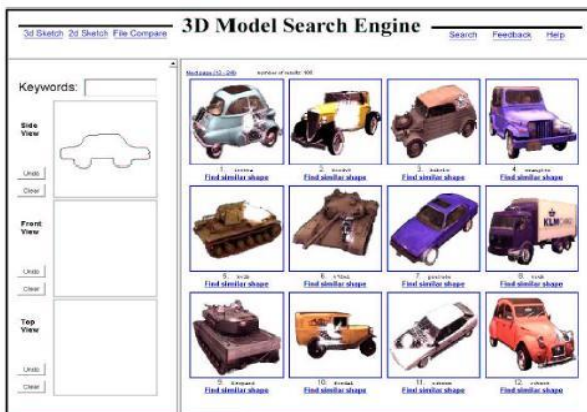 3D Model Search Engine
3d Sketch 2d Sketch File Compare
Search Feedback Help
Keywords:
Side
View
Undo
Clear
Front
View
Undo
Clear
Top
View
Undo
Clear
1.
Find similar shape
2.
Find similar shape
3.
Find similar shape
4.
Find similar shape
5.
Find similar shape
6.
Find similar shape
7.
Find similar shape
KLM
8.
Find similar shape
9.
Find similar shape
10.
Find similar shape
11.
Find similar shape
12.
Find similar shape